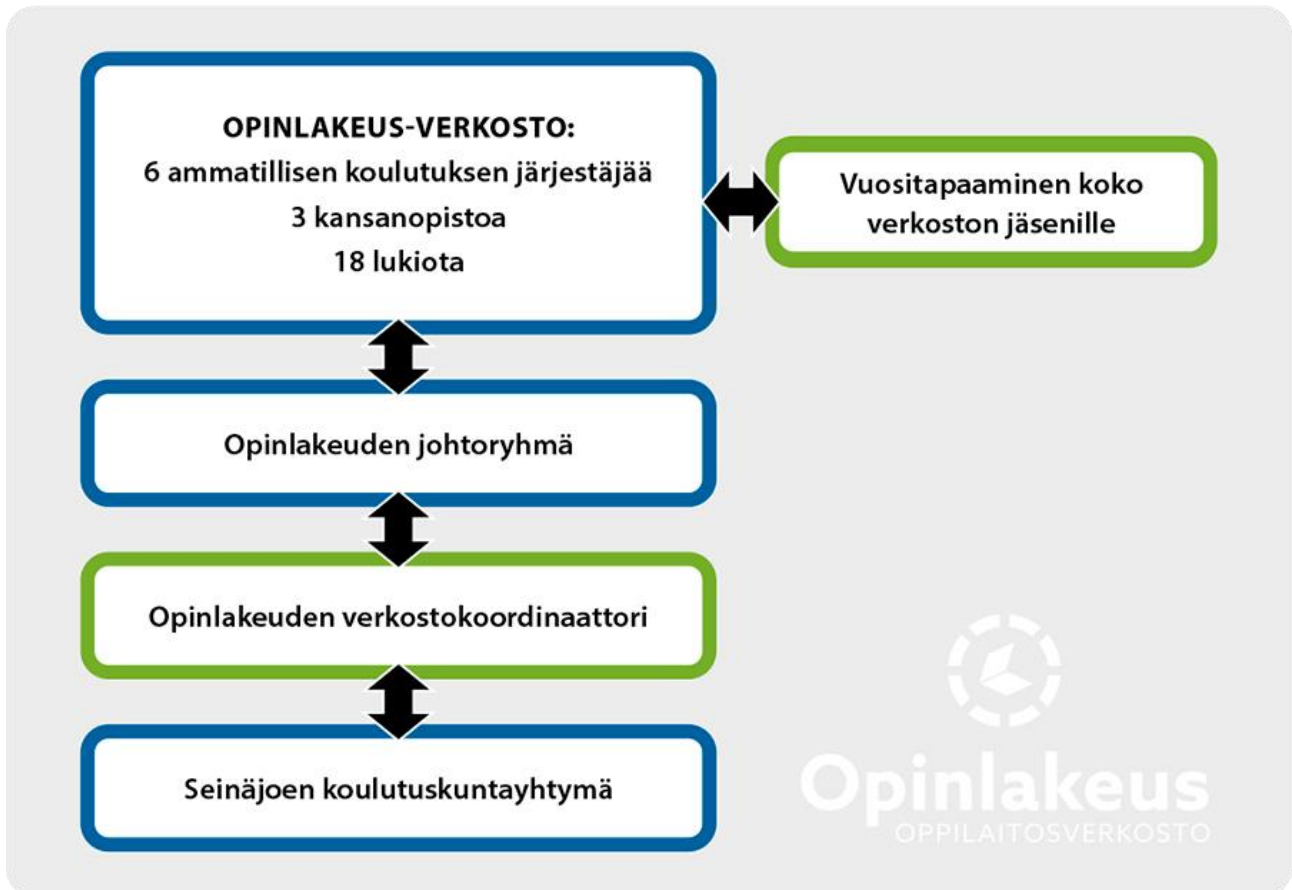 OPINLAKEUS-VERKOSTO:
6 ammatillisen koulutuksen järjestäjää
3 kansanopistoa
18 lukiota
Vuositapaaminen koko
verkoston jäsenille
Opinlakeuden johtoryhmä
Opinlakeuden verkostokoordinaattori
Seinäjoen koulutuskuntayhtymä
Opinlakeus
OPPILAITOSVERKOSTO